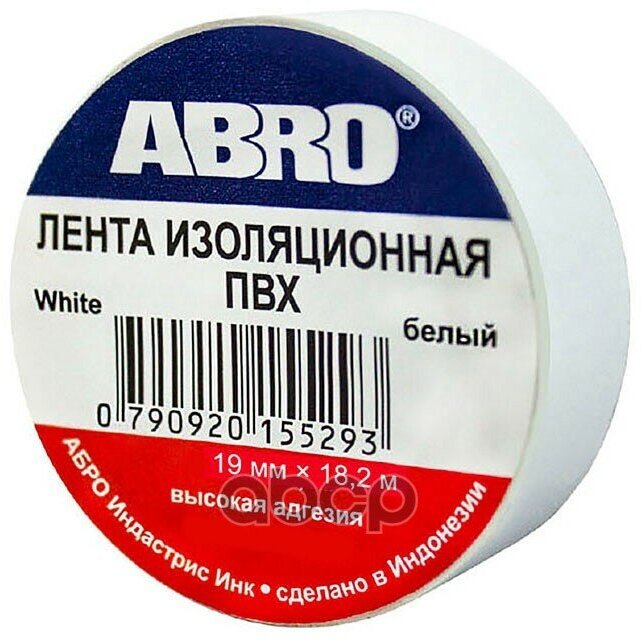 ABRO®
ЛЕНТА ИЗОЛЯЦИОННАЯ
ПВХ
White
белый
0 790920 155293
19 мм × 18,2 м
abcp
высокая адгезия
АБРО Индастрис Инк • сделано в Индонезии